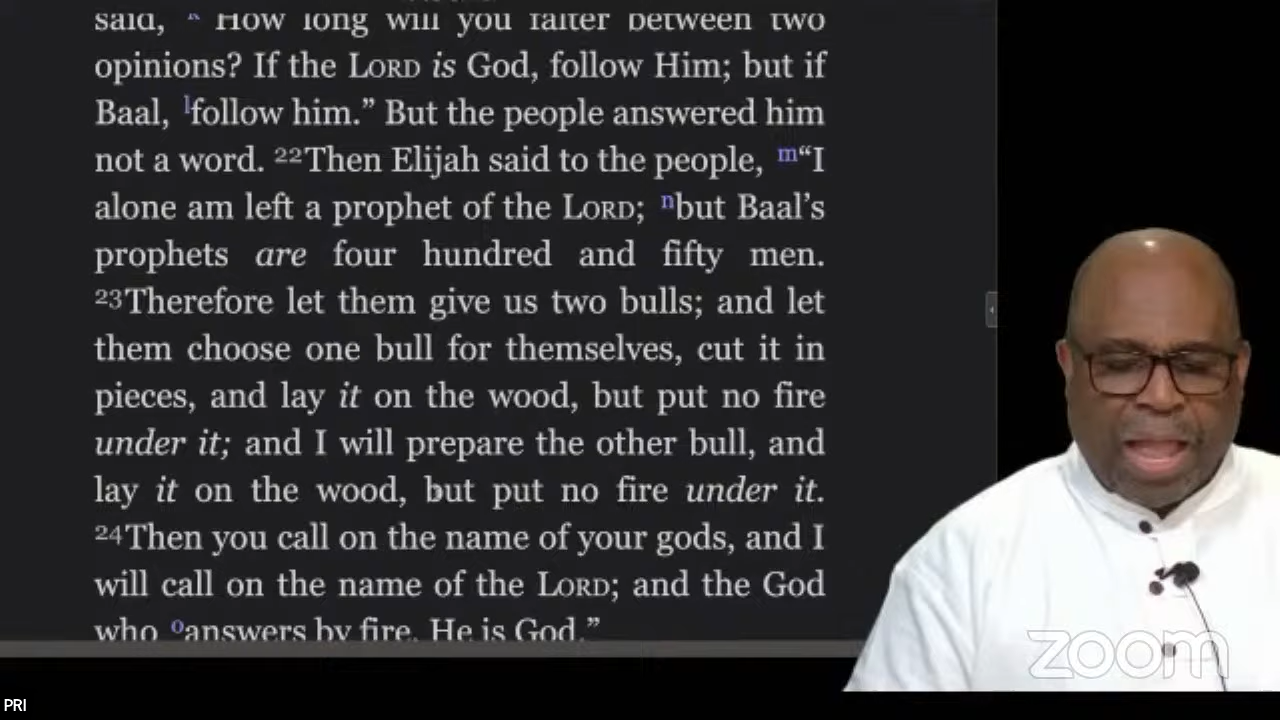 said, k How long will you falter between two
opinions? If the LORD is God, follow Him; but if
Baal, lfollow him.” But the people answered him
not a word. 22Then Elijah said to the people, m“I
alone am left a prophet of the LORD; nbut Baal’s
prophets are four hundred and fifty men.
23Therefore let them give us two bulls; and let
them choose one bull for themselves, cut it in
pieces, and lay it on the wood, but put no fire
under it; and I will prepare the other bull, and
lay it on the wood, but put no fire under it.
24Then you call on the name of your gods, and I
will call on the name of the LORD; and the God
who oanswers by fire, He is God.”
zoom
PRI